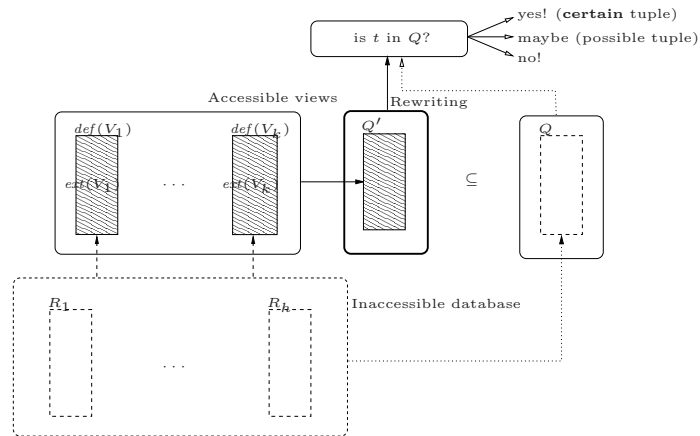 yes! (certain tuple)
is t in Q?
maybe (possible tuple)
no!
Accessible views
Rewriting
def(V1)
def(Vk)
Q′
Q
ext(V1)
· · ·
ext(Vk)
⊆
R1
Rh
Inaccessible database
· · ·